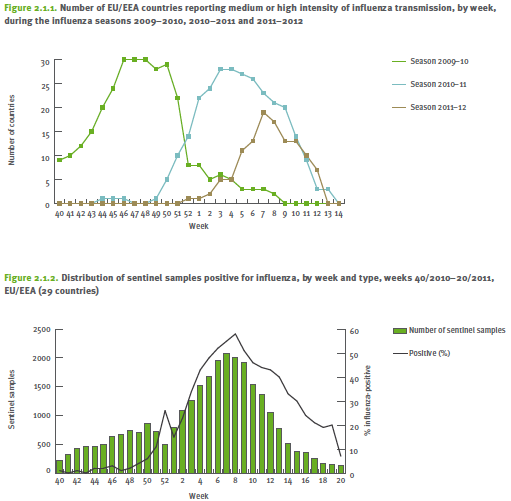 Figure 2.1.1. Number of EU/EEA countries reporting medium or high intensity of influenza transmission, by week,
during the influenza seasons 2009–2010, 2010–2011 and 2011–2012
Number of countries
30
25
20
15
10
5
0
Season 2009–10
Season 2010–11
Season 2011–12
40 41 42 43 44 45 46 47 48 49 50 51 52 1 2 3 4 5 6 7 8 9 10 11 12 13 14
Week
Figure 2.1.2. Distribution of sentinel samples positive for influenza, by week and type, weeks 40/2010–20/2011,
EU/EEA (29 countries)
Sentinel samples
2500
2000
1500
1000
500
0
60
50
40
30
20
10
0
% influenza-positive
Number of sentinel samples
Positive (%)
40 42 44 46 48 50 52 2 4 6 8 10 12 14 16 18 20
Week